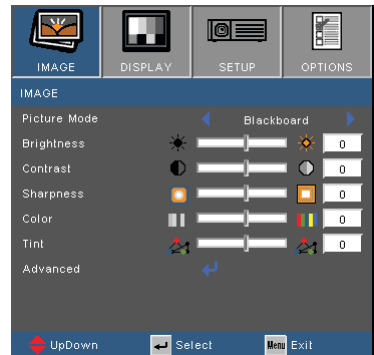 IMAGE DISPLAY SETUP OPTIONS
IMAGE
Picture Mode Blackboard
Brightness 0
Contrast 0
Sharpness 0
Color 0
Tint 0
Advanced
UpDown Select Menu Exit